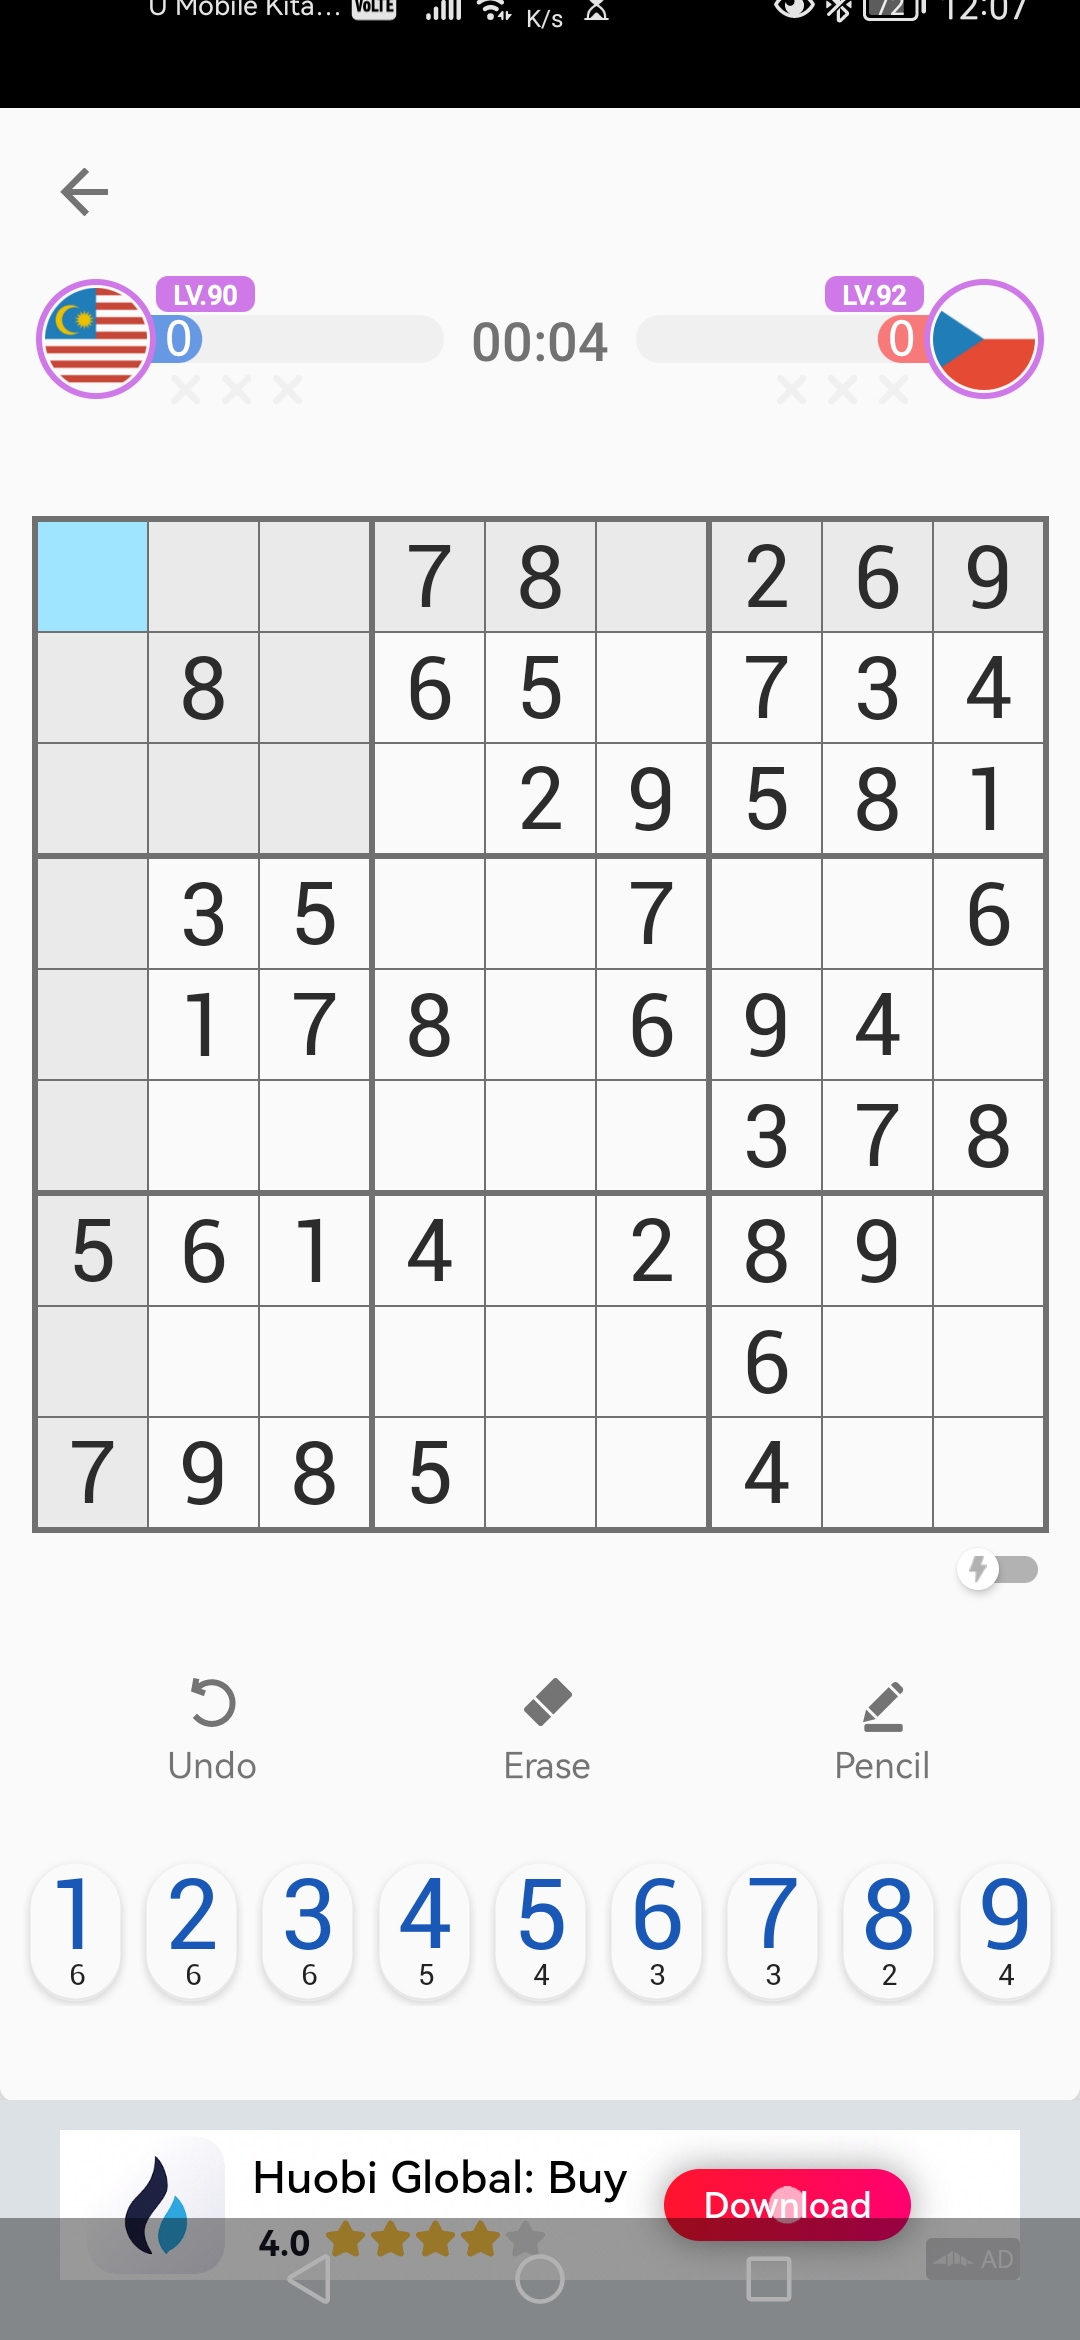 U Mobile Kita... VoLTE K/s 72 12:07
LV.90 LV.92
0 00:04 0
7 8 2 6 9
8 6 5 7 3 4
2 9 5 8 1
3 5 7 6
1 7 8 6 9 4
3 7 8
5 6 1 4 2 8 9
6
7 9 8 5 4
Undo Erase Pencil
1 2 3 4 5 6 7 8 9
6 6 6 5 4 3 3 2 4
Huobi Global: Buy
Download
4.0
AD